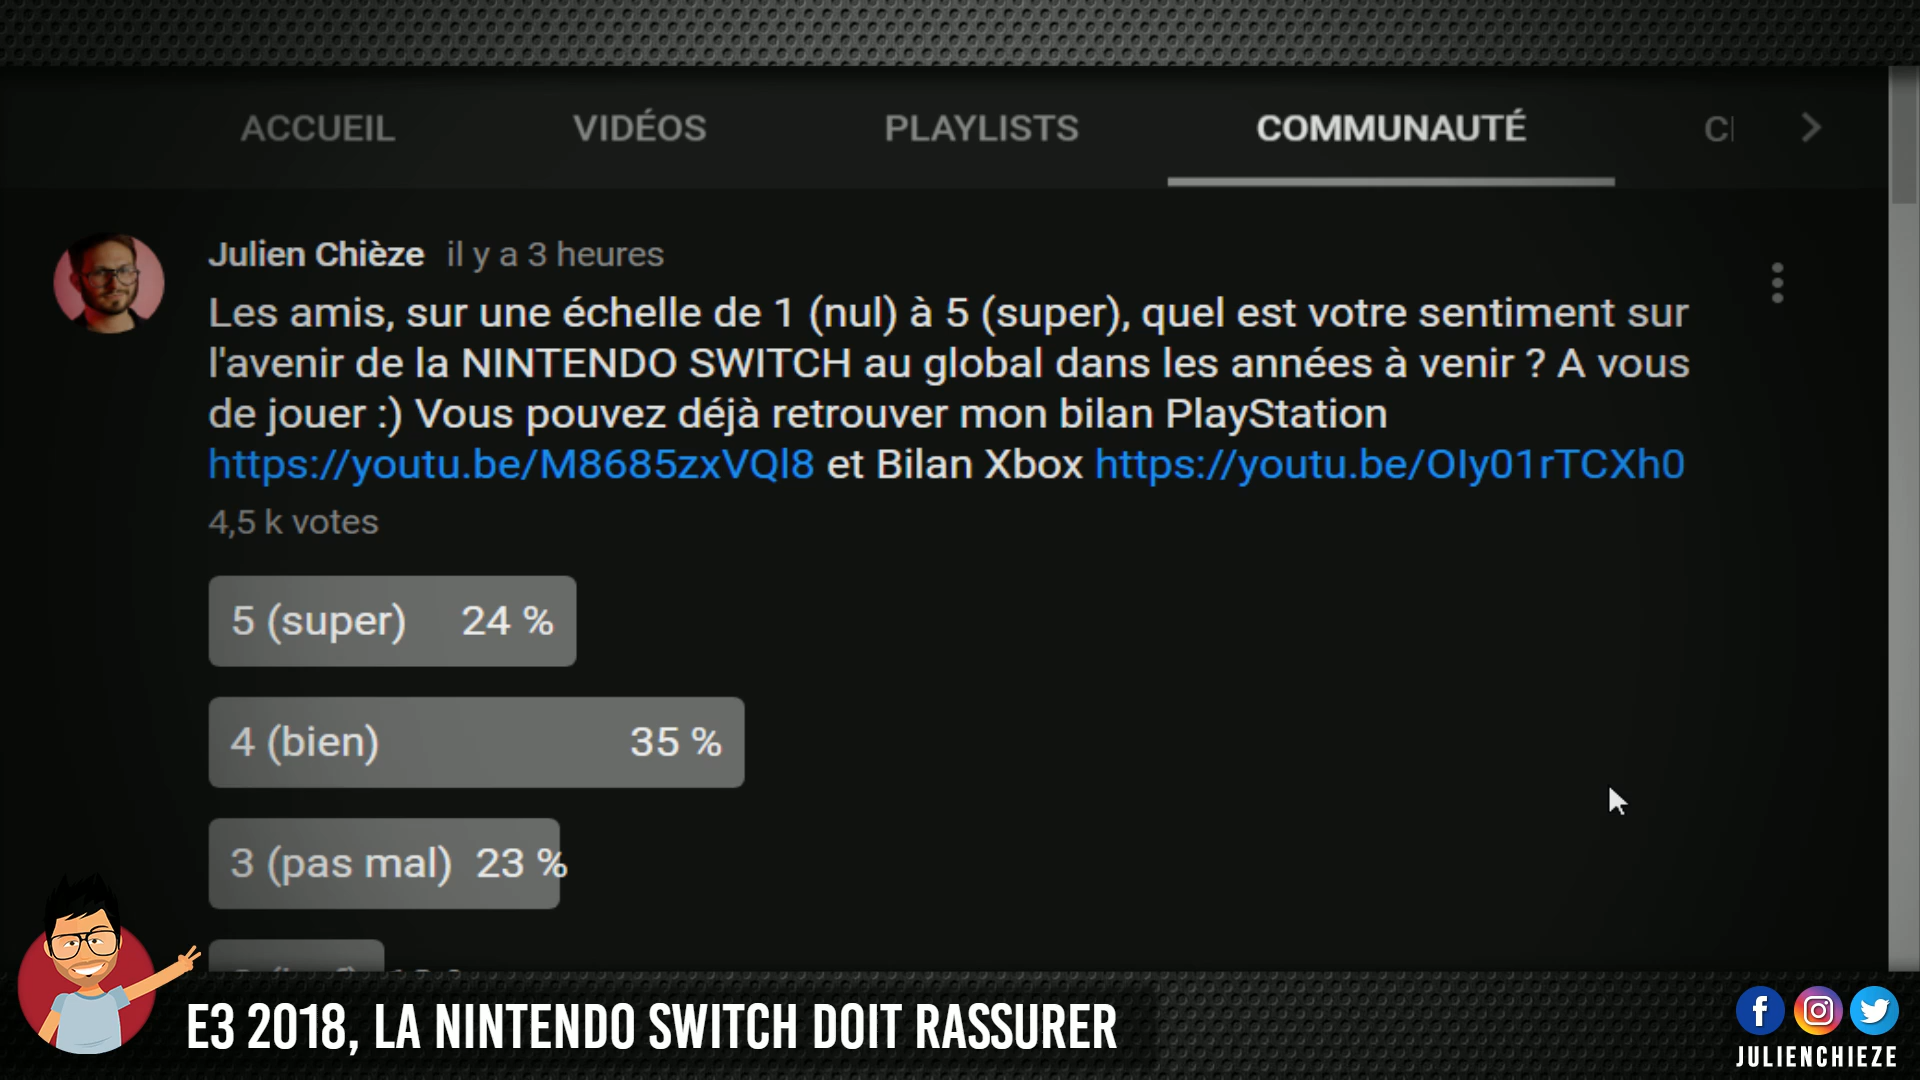 ACCUEIL VIDÉOS PLAYLISTS COMMUNAUTÉ
Julien Chièze il y a 3 heures
Les amis, sur une échelle de 1 (nul) à 5 (super), quel est votre sentiment sur
l'avenir de la NINTENDO SWITCH au global dans les années à venir ? A vous
de jouer :) Vous pouvez déjà retrouver mon bilan PlayStation
https://youtu.be/M8685zxVQl8 et Bilan Xbox https://youtu.be/OIy01rTCXh0
4,5 k votes
5 (super) 24 %
4 (bien) 35 %
3 (pas mal) 23 %
E3 2018, LA NINTENDO SWITCH DOIT RASSURER
JULIENCHIEZE